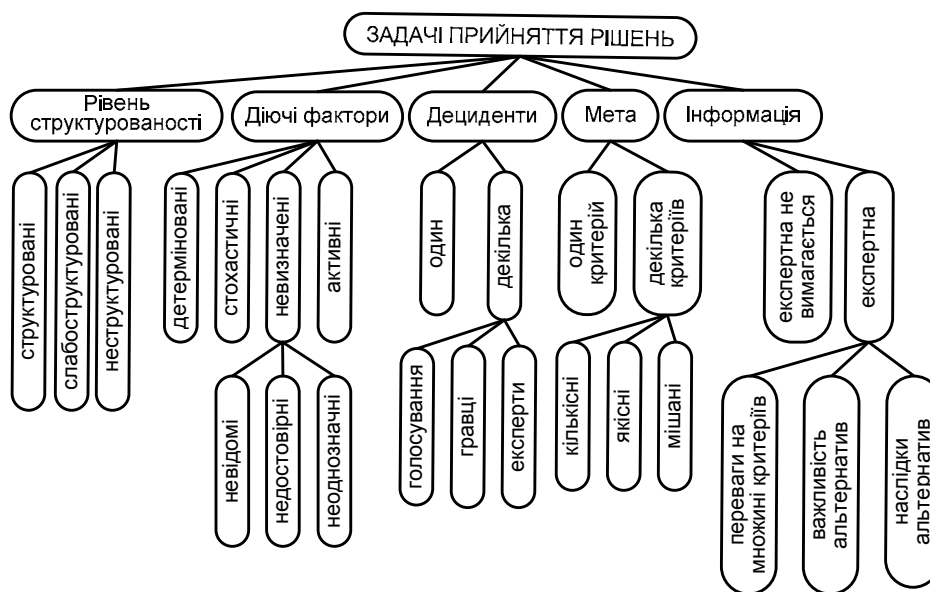 ЗАДАЧІ ПРИЙНЯТТЯ РІШЕНЬ
Рівень
структурованості
Діючі фактори
Дециденти
Мета
Інформація
структуровані
слабоструктуровані
неструктуровані
детерміновані
стохастичні
невизначені
активні
один
декілька
один
критерій
декілька
критеріїв
експертна не
вимагається
експертна
невідомі
недостовірні
неоднозначні
голосування
гравці
експерти
кількісні
якісні
мішані
переваги на
множині критеріїв
важливість
альтернатив
наслідки
альтернатив